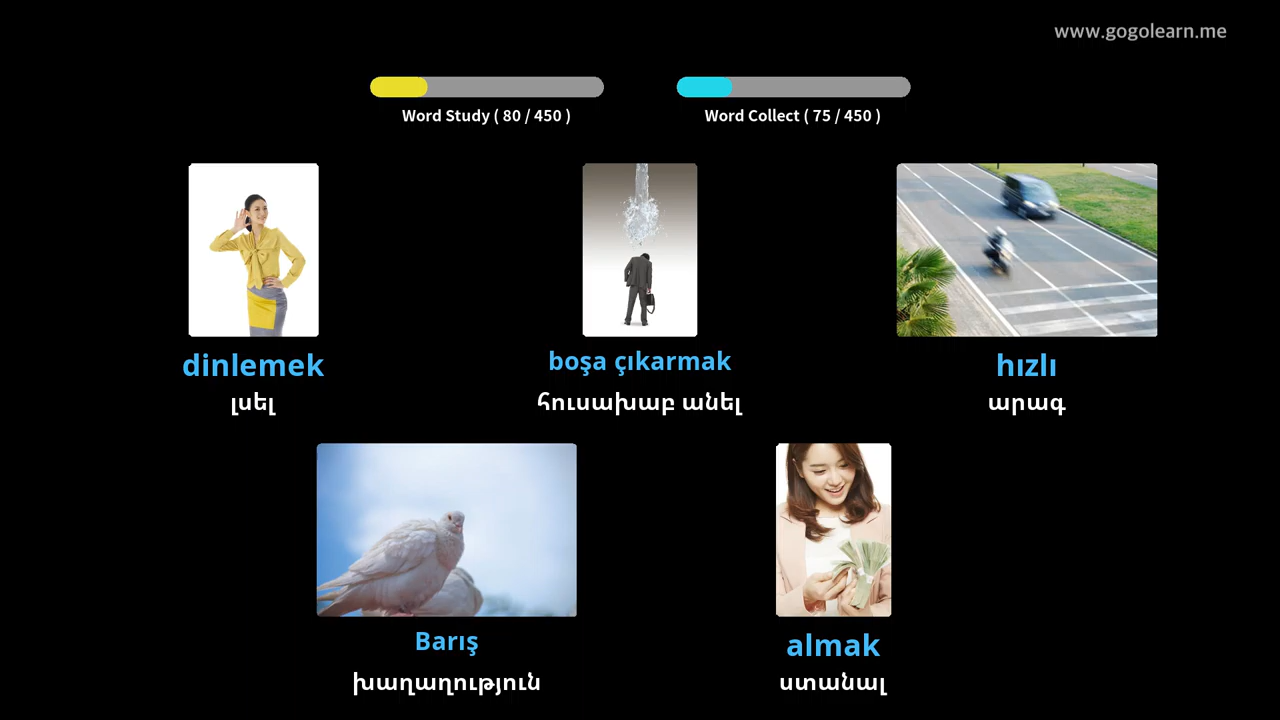 www.gogolearn.me
Word Study ( 80 / 450 )
Word Collect ( 75 / 450 )
dinlemek
լսել
boşa çıkarmak
հուսախաբ անել
hızlı
արագ
Barış
խաղաղություն
almak
ստանալ